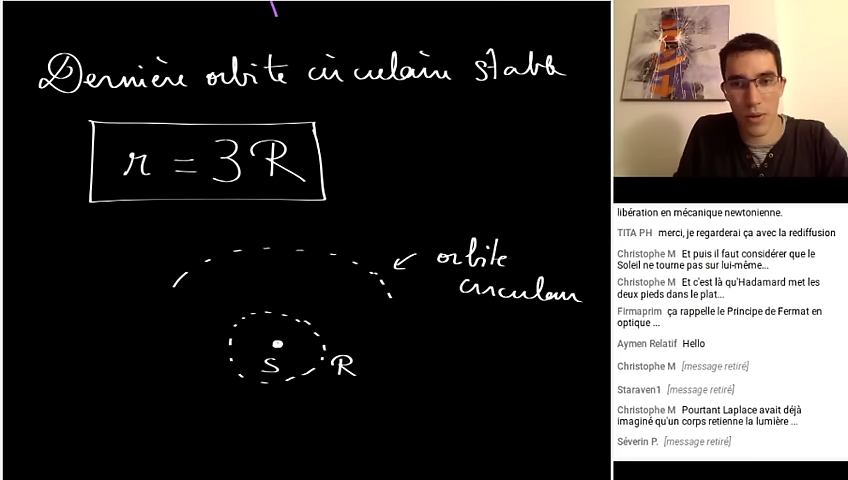 Dernière orbite circulaire stable
r = 3R
orbite
circulaire
S
R
libération en mécanique newtonienne.
TITA PH merci, je regarderai ça avec la rediffusion
Christophe M Et puis il faut considérer que le
Soleil ne tourne pas sur lui-même...
Christophe M Et c'est là qu'Hadamard met les
deux pieds dans le plat...
Firmaprim ça rappelle le Principe de Fermat en
optique ...
Aymen Relatif Hello
Christophe M [message retiré]
Staraven1 [message retiré]
Christophe M Pourtant Laplace avait déjà
imaginé qu'un corps retienne la lumière ...
Séverin P. [message retiré]